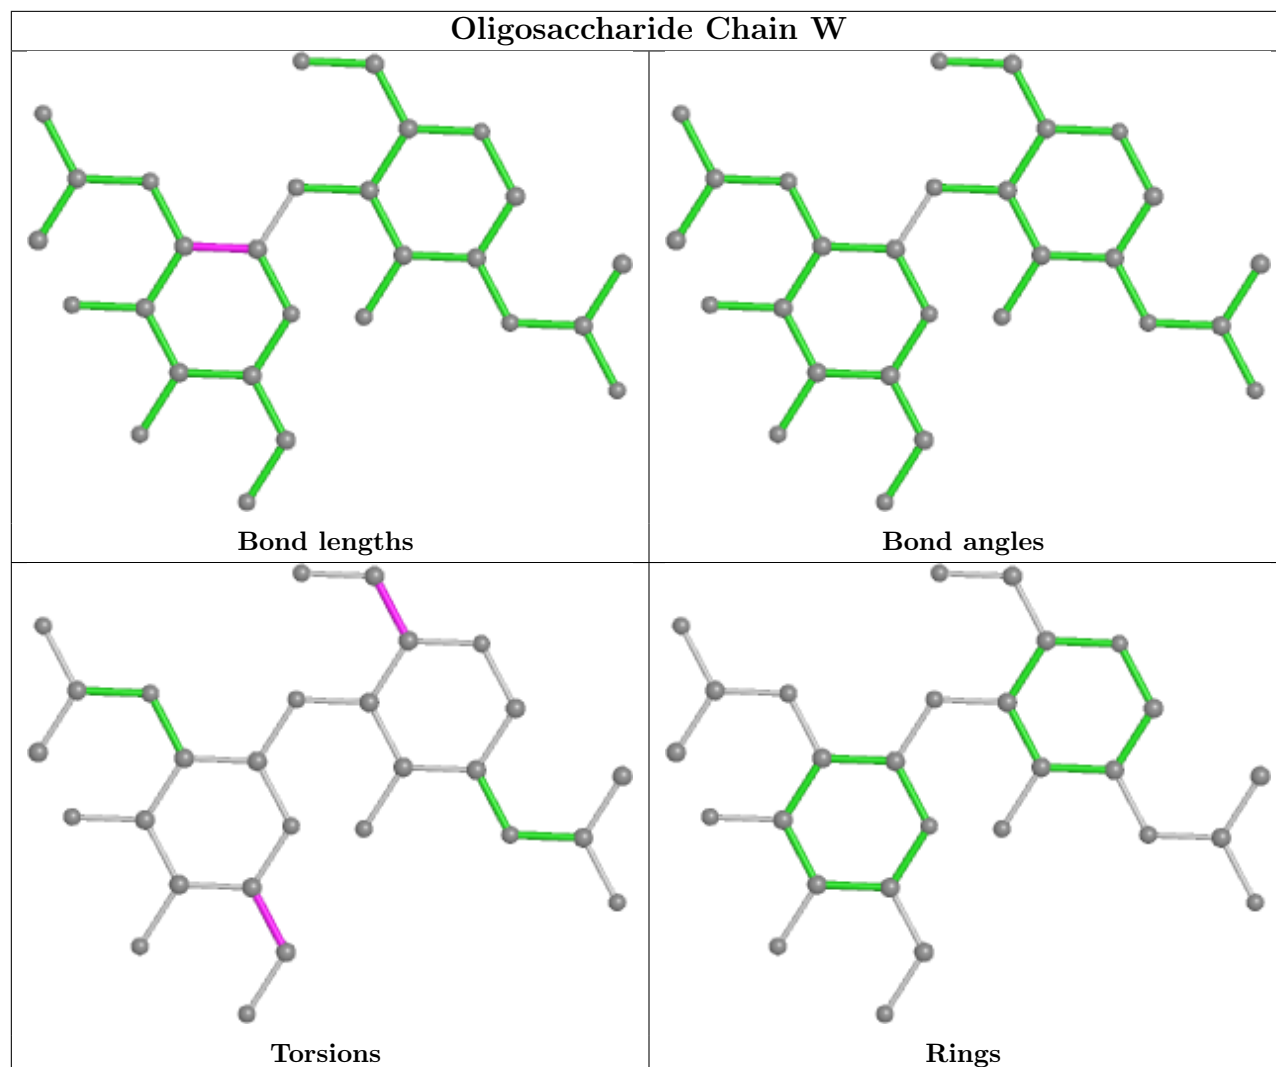 Oligosaccharide Chain W
Bond lengths
Bond angles
Torsions
Rings